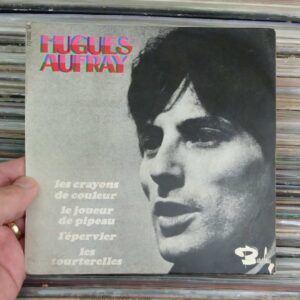 HUGUES
AUFRAY
les crayons
de couleur
le joueur
de pipeau
l'épervier
les
tourterelles